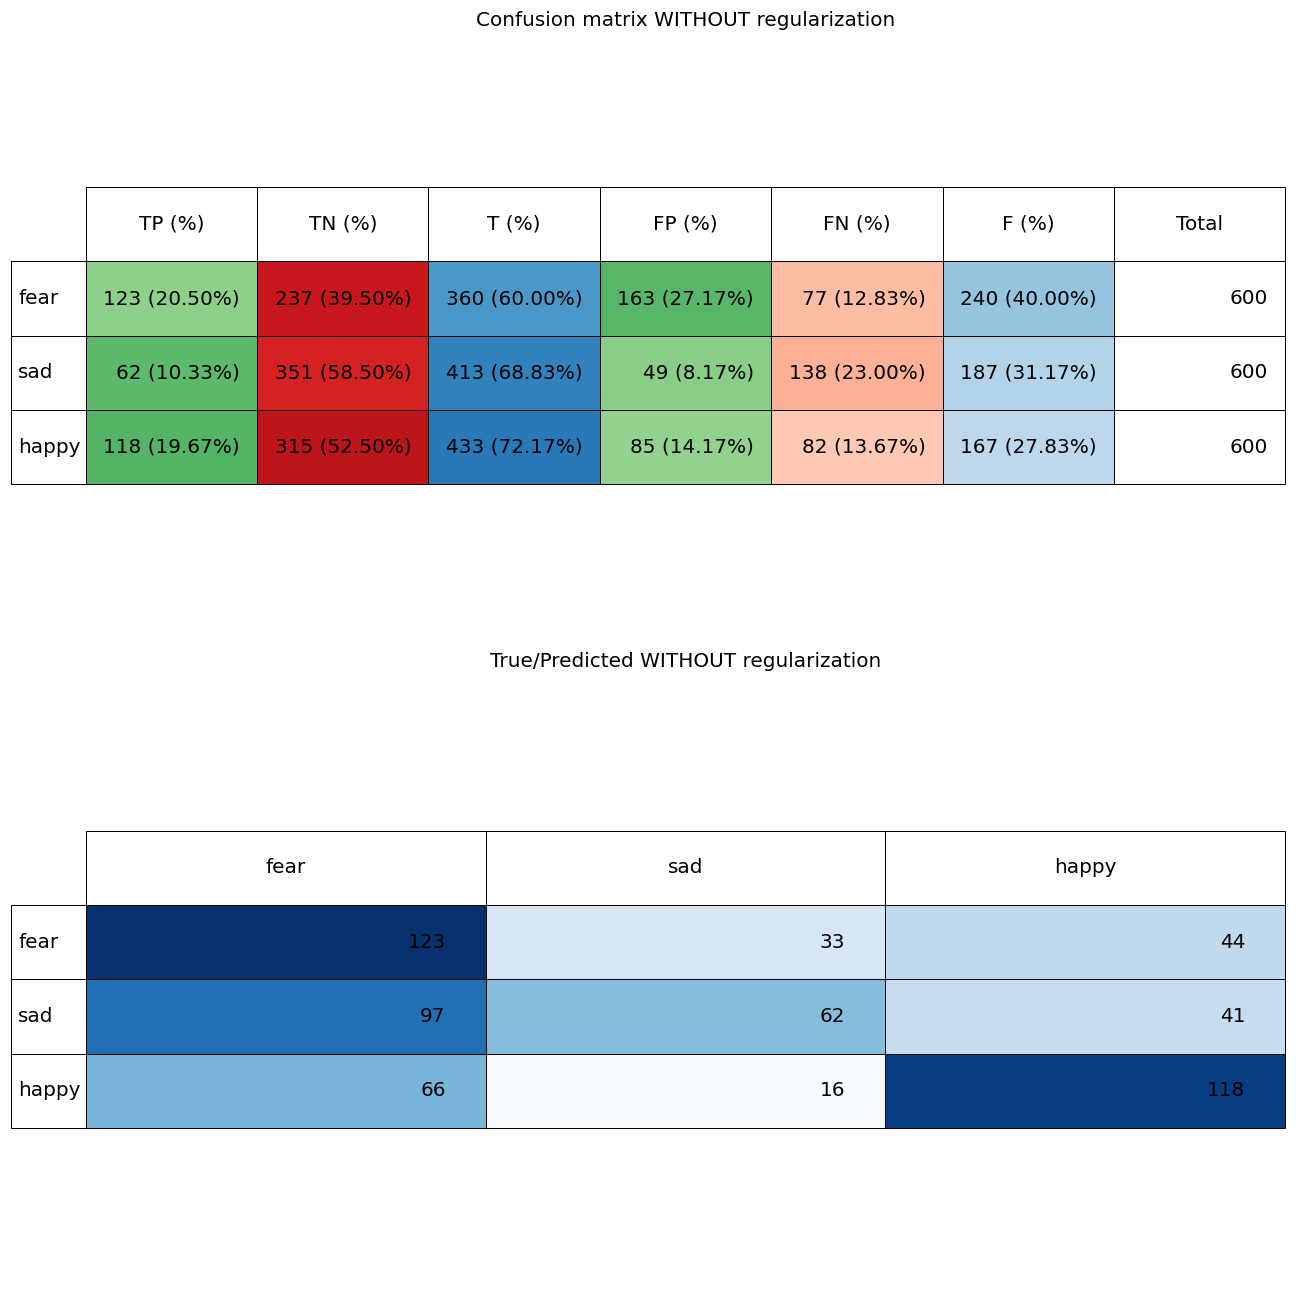 Confusion matrix WITHOUT regularization
TP (%) TN (%) T (%) FP (%) FN (%) F (%) Total
fear 123 (20.50%) 237 (39.50%) 360 (60.00%) 163 (27.17%) 77 (12.83%) 240 (40.00%) 600
sad 62 (10.33%) 351 (58.50%) 413 (68.83%) 49 (8.17%) 138 (23.00%) 187 (31.17%) 600
happy 118 (19.67%) 315 (52.50%) 433 (72.17%) 85 (14.17%) 82 (13.67%) 167 (27.83%) 600
True/Predicted WITHOUT regularization
fear sad happy
fear 123 33 44
sad 97 62 41
happy 66 16 118